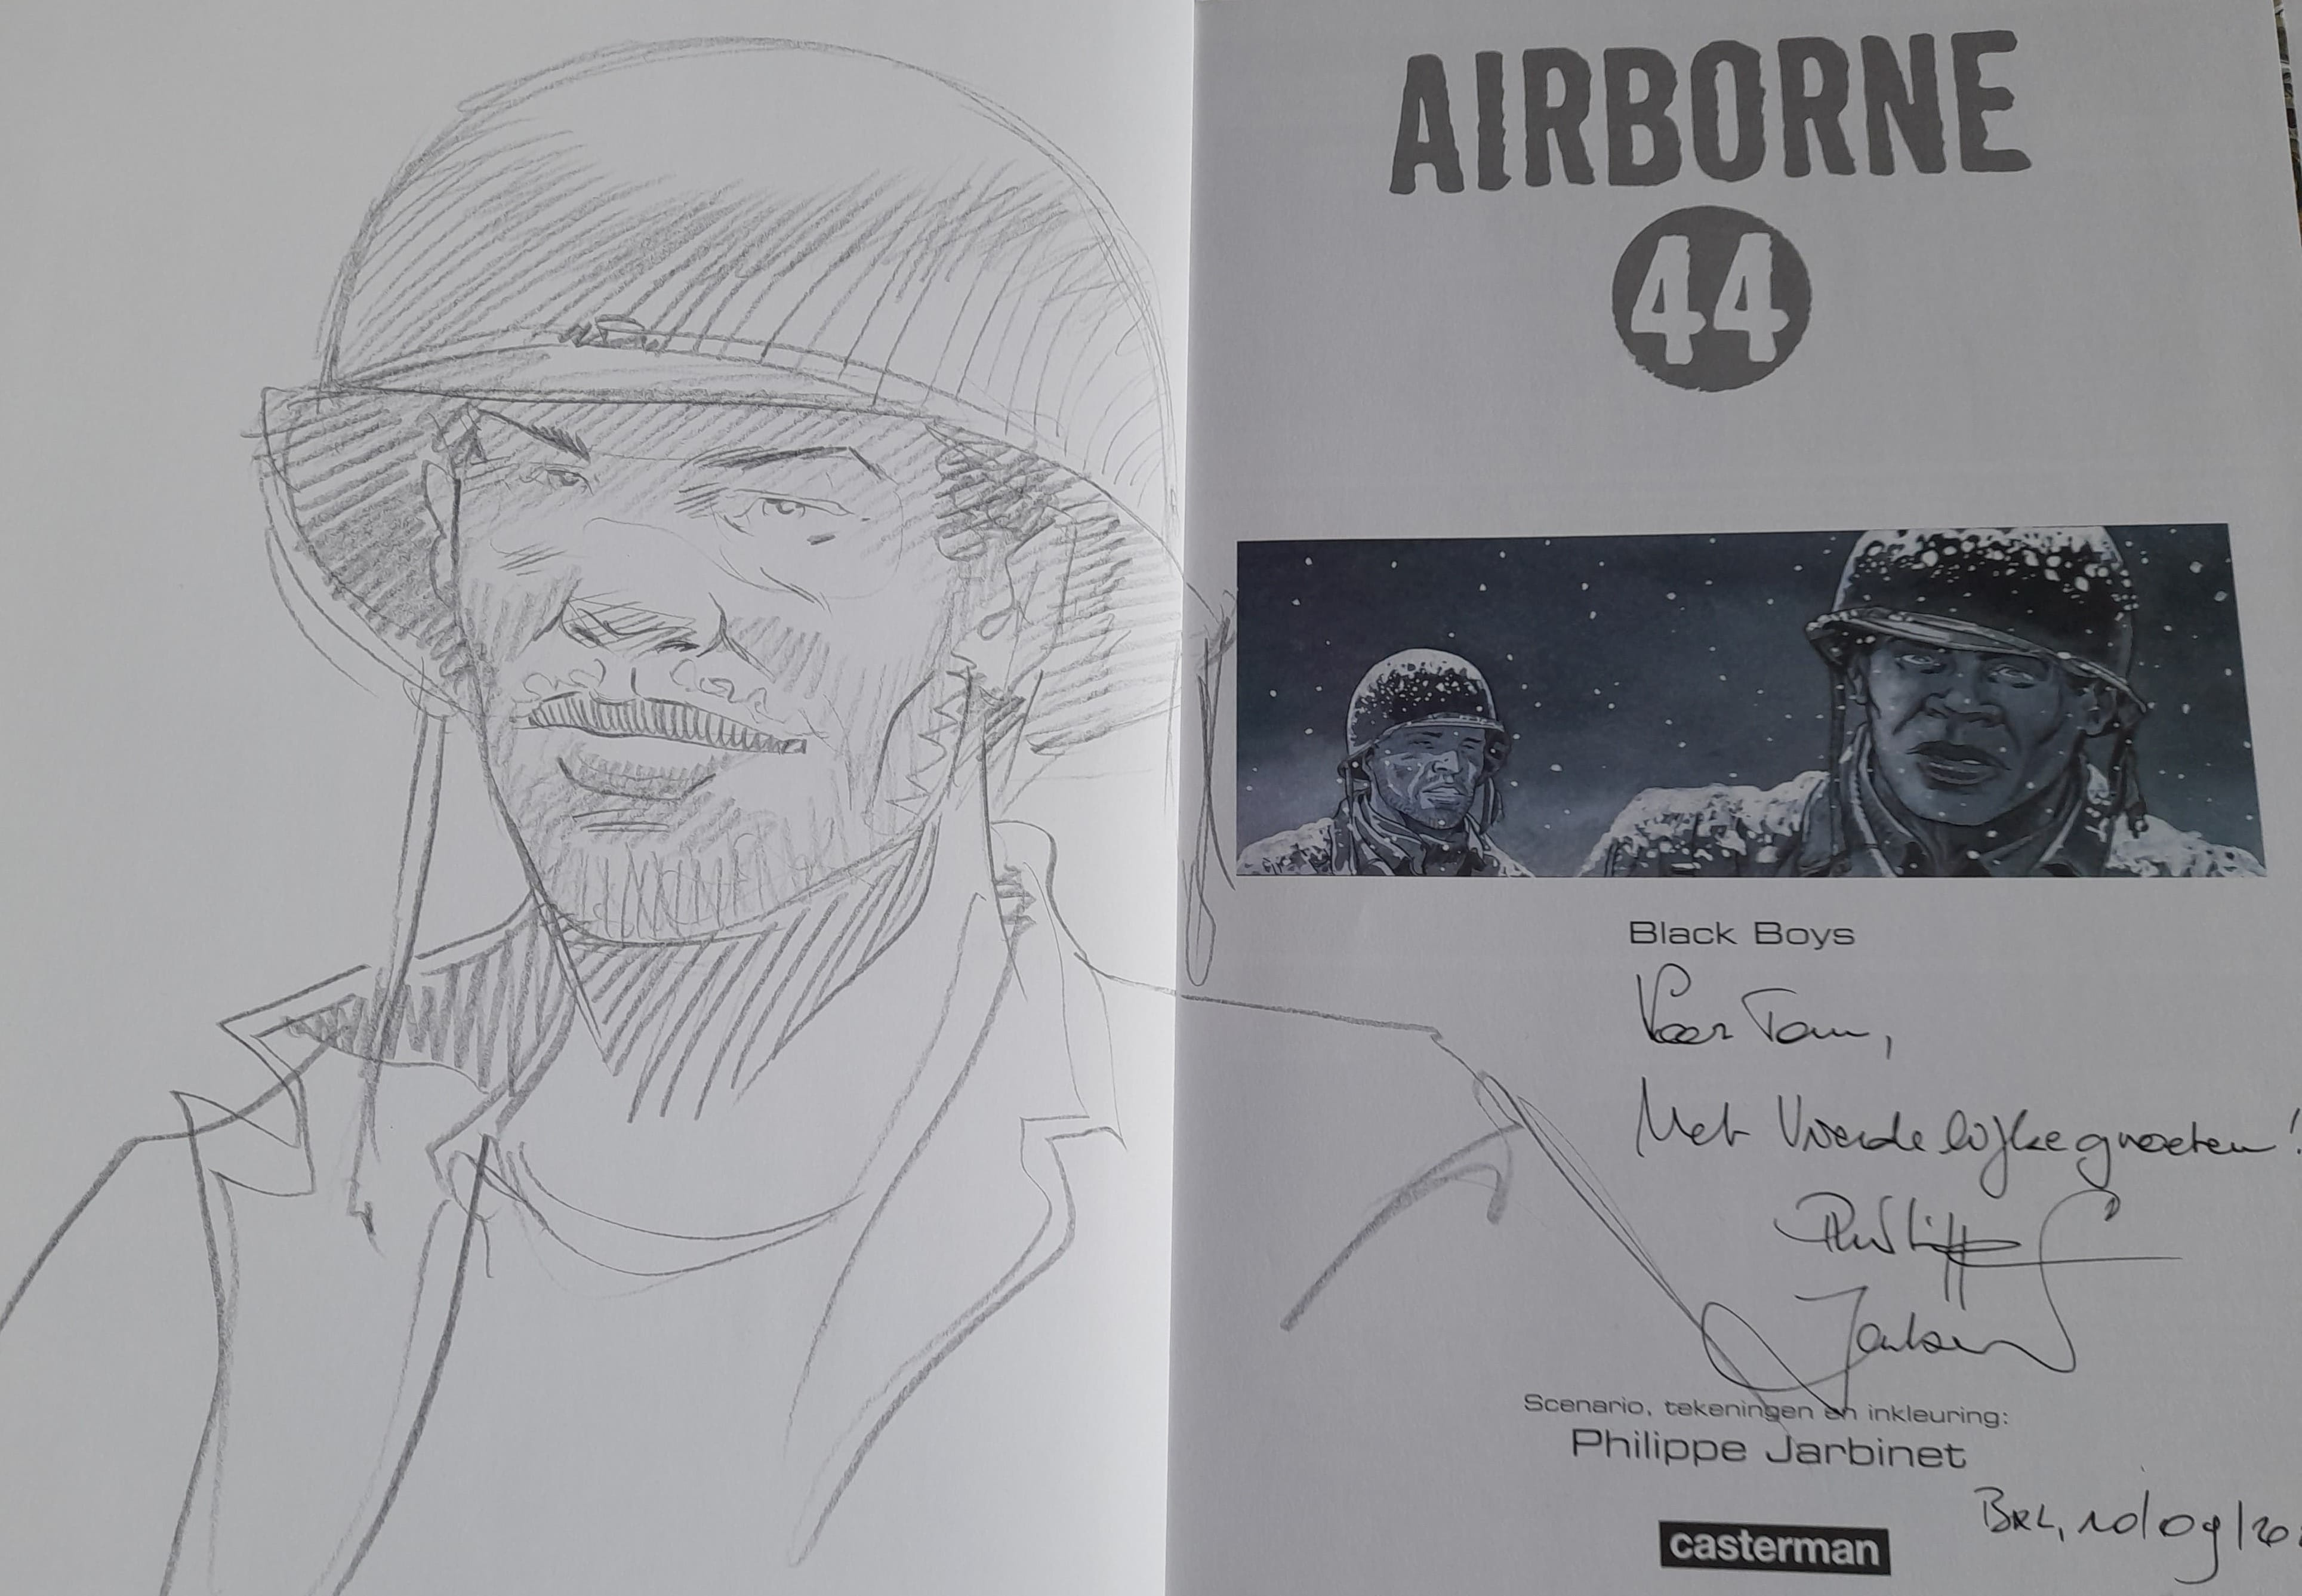 AIRBORNE
44
Black Boys
Voor Tom,
Met Vriendelijke groeten!
Philippe
Jarbinet
Scenario, tekeningen en inkleuring:
Philippe Jarbinet
casterman
BRL, 10/09/20